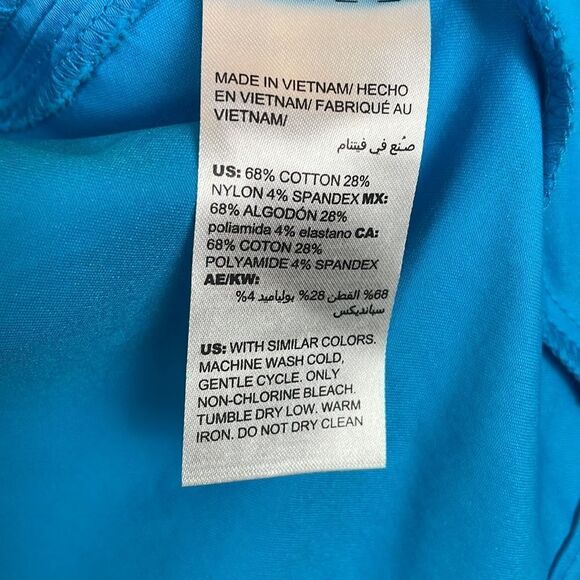 MADE IN VIETNAM/ HECHO
EN VIETNAM/ FABRIQUÉ AU
VIETNAM/
صُنع في فيتنام
US: 68% COTTON 28%
NYLON 4% SPANDEX MX:
68% ALGODÓN 28%
poliamida 4% elastano CA:
68% COTON 28%
POLYAMIDE 4% SPANDEX
AE/KW:
68% القطن 28% بولياميد 4%
سباندیکس
US: WITH SIMILAR COLORS.
MACHINE WASH COLD,
GENTLE CYCLE. ONLY
NON-CHLORINE BLEACH.
TUMBLE DRY LOW. WARM
IRON. DO NOT DRY CLEAN